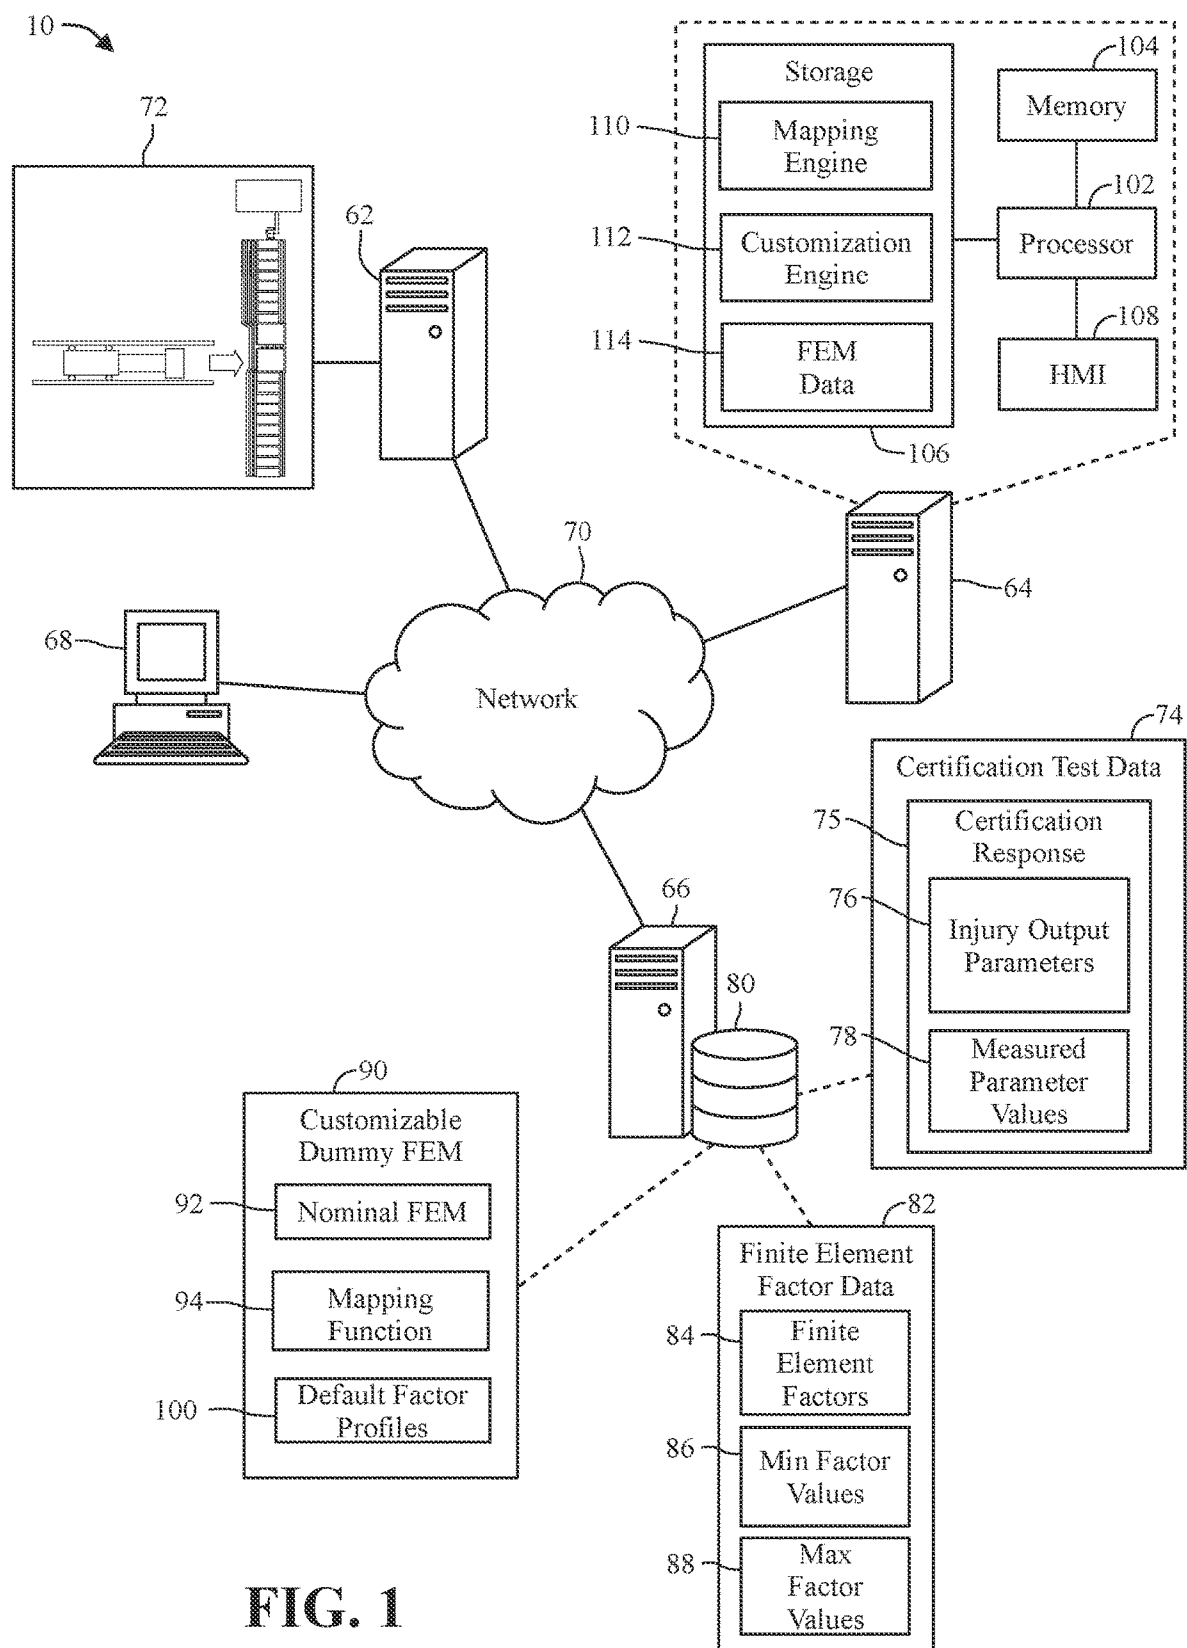 10
72
62
Storage
110
Mapping
Engine
112
Customization
Engine
114
FEM
Data
106
104
Memory
102
Processor
108
HMI
64
70
Network
68
74
Certification Test Data
75
Certification
Response
76
Injury Output
Parameters
78
Measured
Parameter
Values
66
80
90
Customizable
Dummy FEM
92
Nominal FEM
94
Mapping
Function
100
Default Factor
Profiles
82
Finite Element
Factor Data
84
Finite
Element
Factors
86
Min Factor
Values
88
Max
Factor
Values
FIG. 1